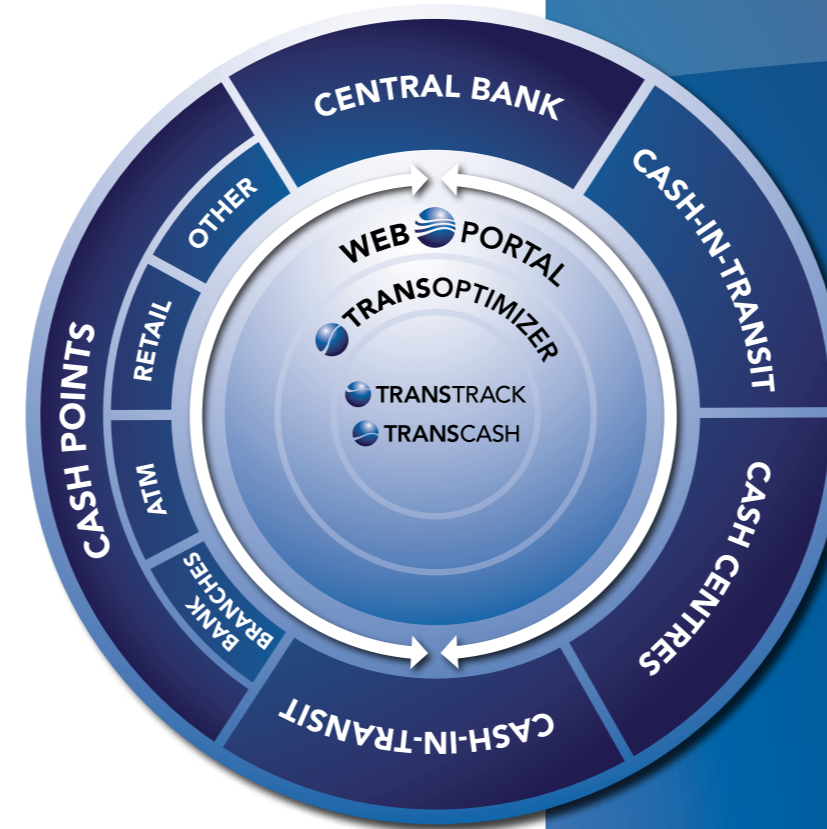 CENTRAL BANK
CASH-IN-TRANSIT
CASH CENTRES
CASH-IN-TRANSIT
CASH POINTS
OTHER
RETAIL
ATM
BANK
BRANCHES
WEB PORTAL
TRANSOPTIMIZER
TRANSTRACK
TRANSCASH